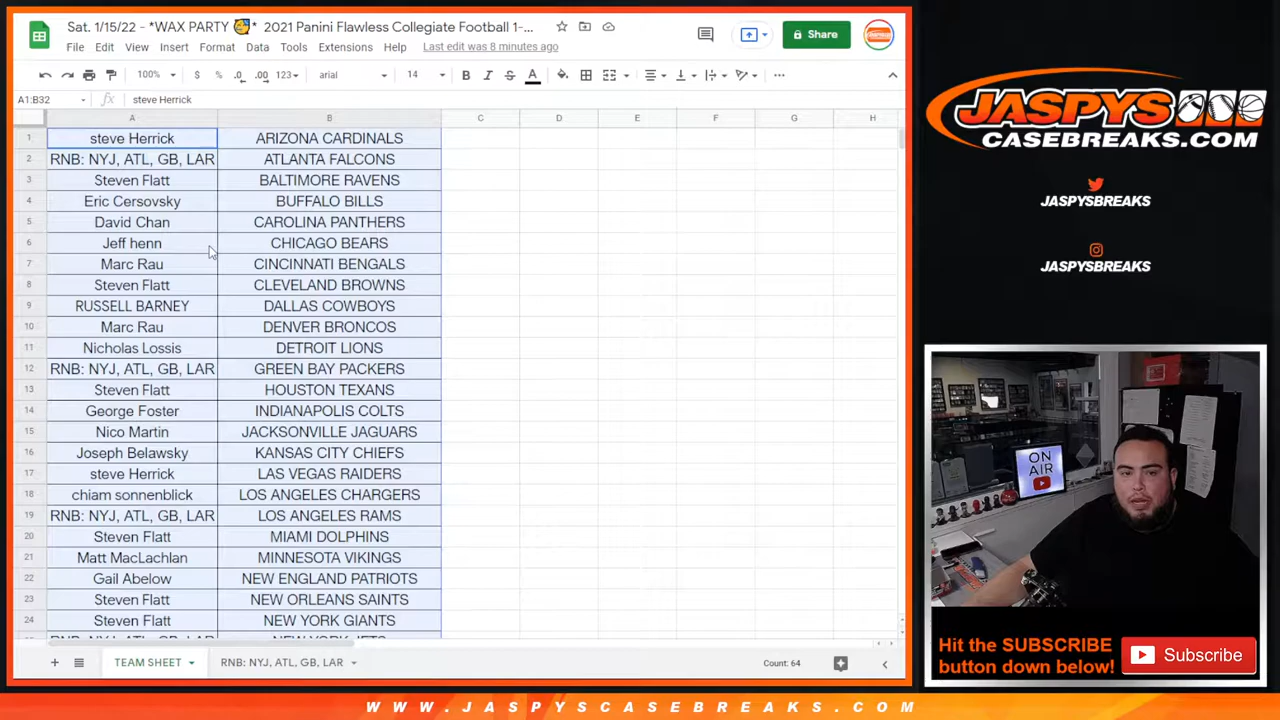 Sat. 1/15/22 - *WAX PARTY 🥳* 2021 Panini Flawless Collegiate Football 1-...
File Edit View Insert Format Data Tools Extensions Help Last edit was 8 minutes ago
Share
100% $ % .0 .00 123 arial 14 B I S A
A1:B32 fx steve Herrick
A B C D E F G H
1 steve Herrick ARIZONA CARDINALS
2 RNB: NYJ, ATL, GB, LAR ATLANTA FALCONS
3 Steven Flatt BALTIMORE RAVENS
4 Eric Cersovsky BUFFALO BILLS
5 David Chan CAROLINA PANTHERS
6 Jeff henn CHICAGO BEARS
7 Marc Rau CINCINNATI BENGALS
8 Steven Flatt CLEVELAND BROWNS
9 RUSSELL BARNEY DALLAS COWBOYS
10 Marc Rau DENVER BRONCOS
11 Nicholas Lossis DETROIT LIONS
12 RNB: NYJ, ATL, GB, LAR GREEN BAY PACKERS
13 Steven Flatt HOUSTON TEXANS
14 George Foster INDIANAPOLIS COLTS
15 Nico Martin JACKSONVILLE JAGUARS
16 Joseph Belawsky KANSAS CITY CHIEFS
17 steve Herrick LAS VEGAS RAIDERS
18 chiam sonnenblick LOS ANGELES CHARGERS
19 RNB: NYJ, ATL, GB, LAR LOS ANGELES RAMS
20 Steven Flatt MIAMI DOLPHINS
21 Matt MacLachlan MINNESOTA VIKINGS
22 Gail Abelow NEW ENGLAND PATRIOTS
23 Steven Flatt NEW ORLEANS SAINTS
24 Steven Flatt NEW YORK GIANTS
RNB: NYJ, ATL, GB, LAR NEW YORK JETS
TEAM SHEET RNB: NYJ, ATL, GB, LAR Count: 64
JASPYS
CASEBREAKS.COM
JASPYSBREAKS
JASPYSBREAKS
ON
AIR
Hit the SUBSCRIBE
button down below!
Subscribe
WWW.JASPYSCASEBREAKS.COM